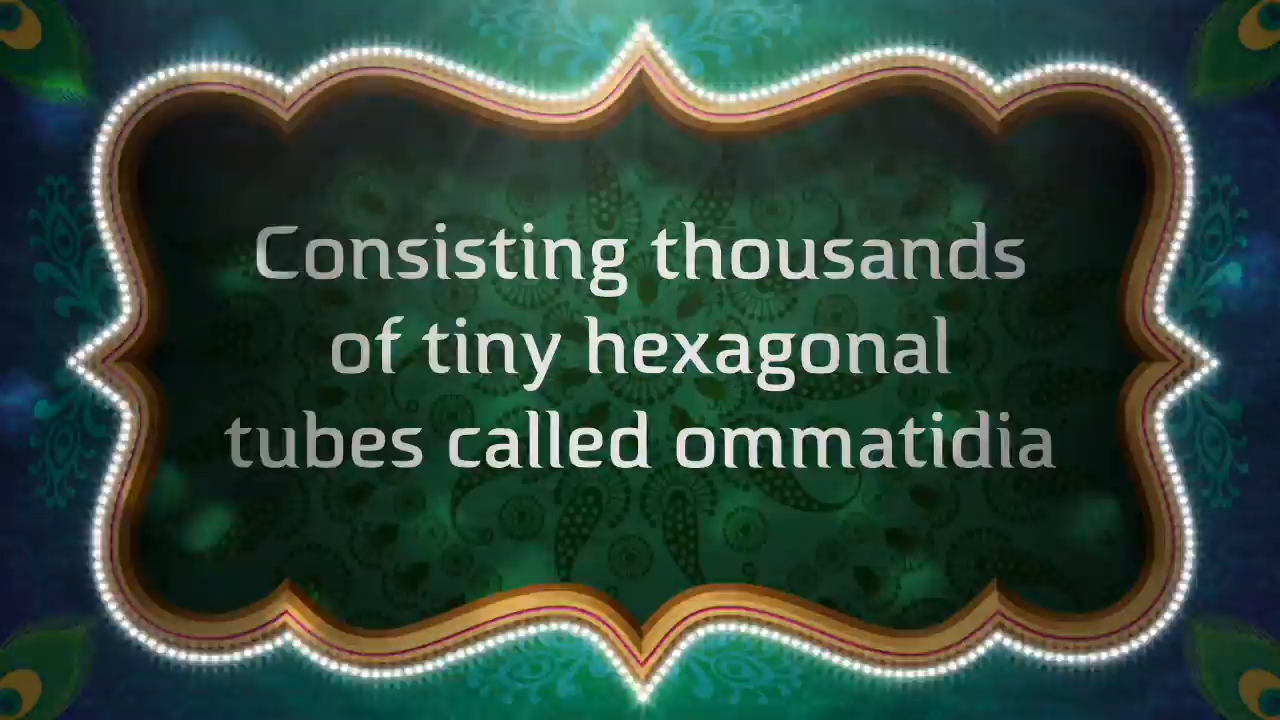 Consisting thousands
of tiny hexagonal
tubes called ommatidia